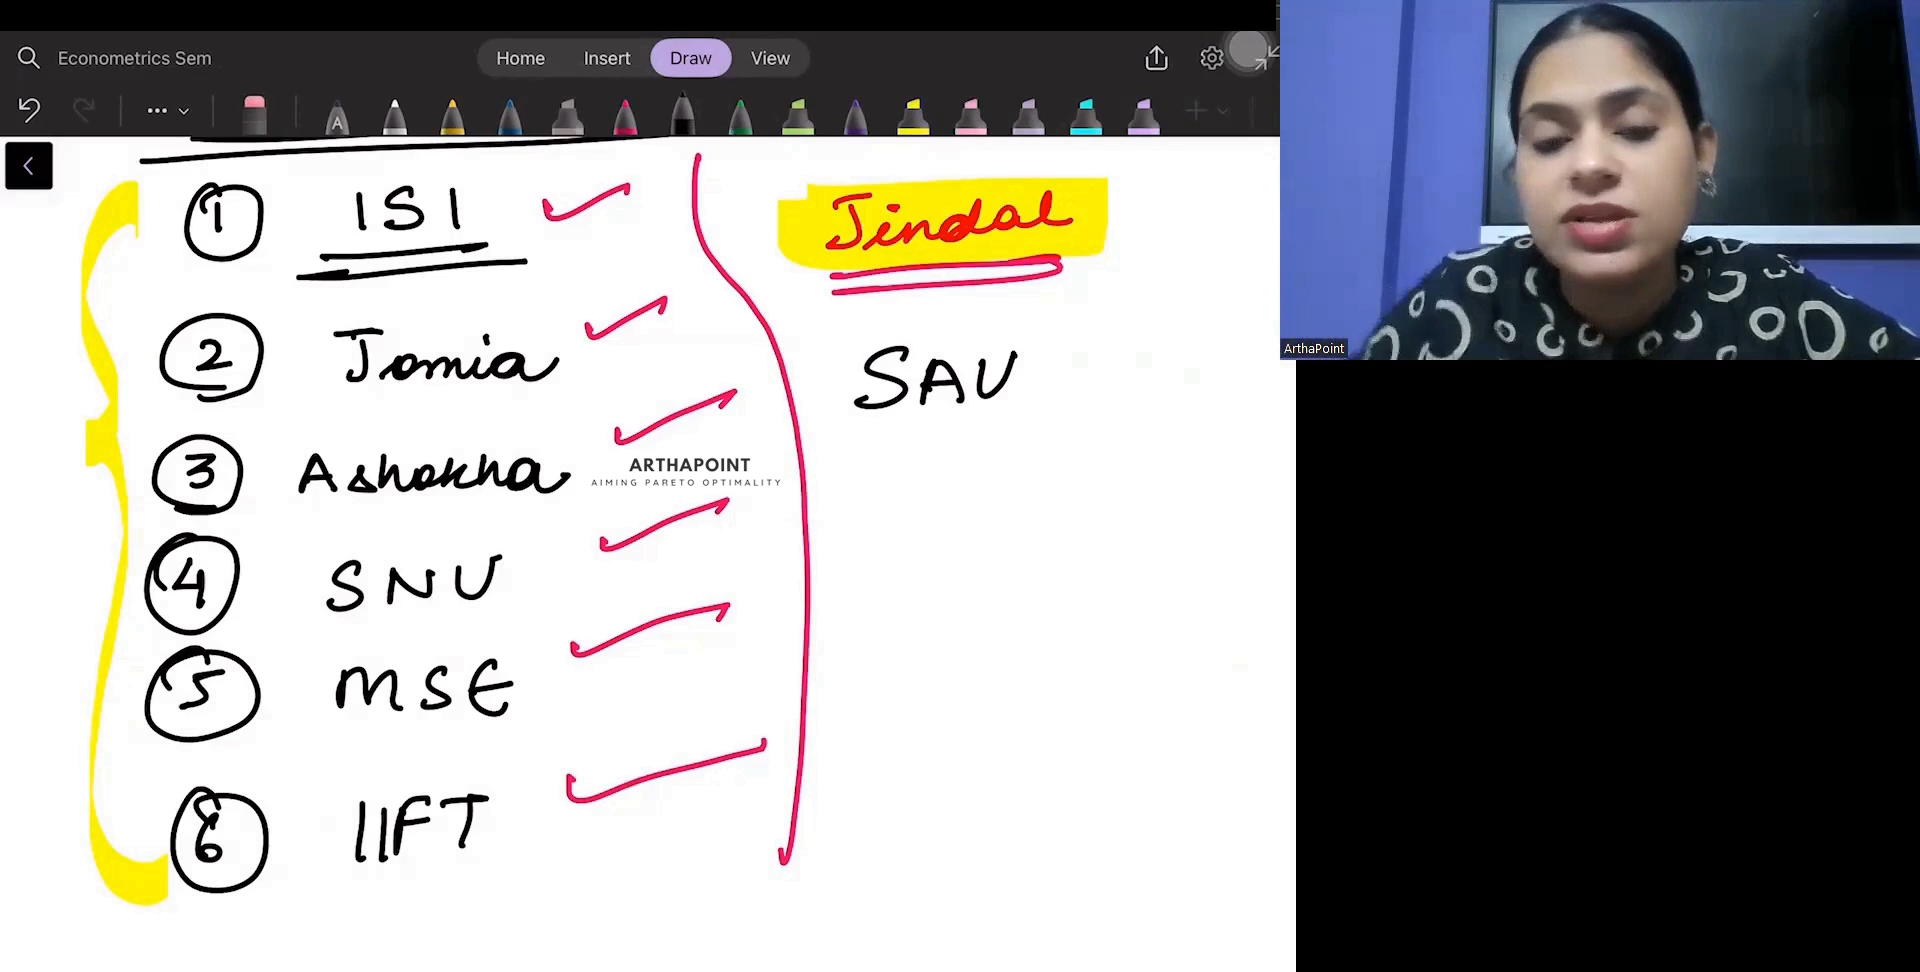 Econometrics Sem
Home Insert Draw View
A
1 ISI
2 Jamia
3 Ashokha
4 SNU
5 MSE
6 IIFT
Jindal
SAU
ARTHAPOINT
AIMING PARETO OPTIMALITY
ArthaPoint